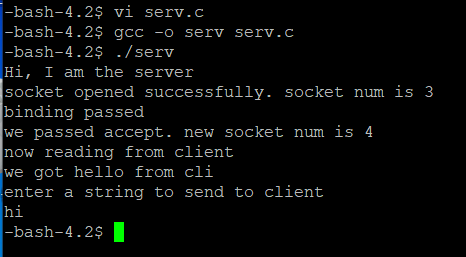 -bash-4.2$ vi serv.c
-bash-4.2$ gcc -o serv serv.c
-bash-4.2$ ./serv
Hi, I am the server
socket opened successfully. socket num is 3
binding passed
we passed accept. new socket num is 4
now reading from client
we got hello from cli
enter a string to send to client
hi
-bash-4.2$